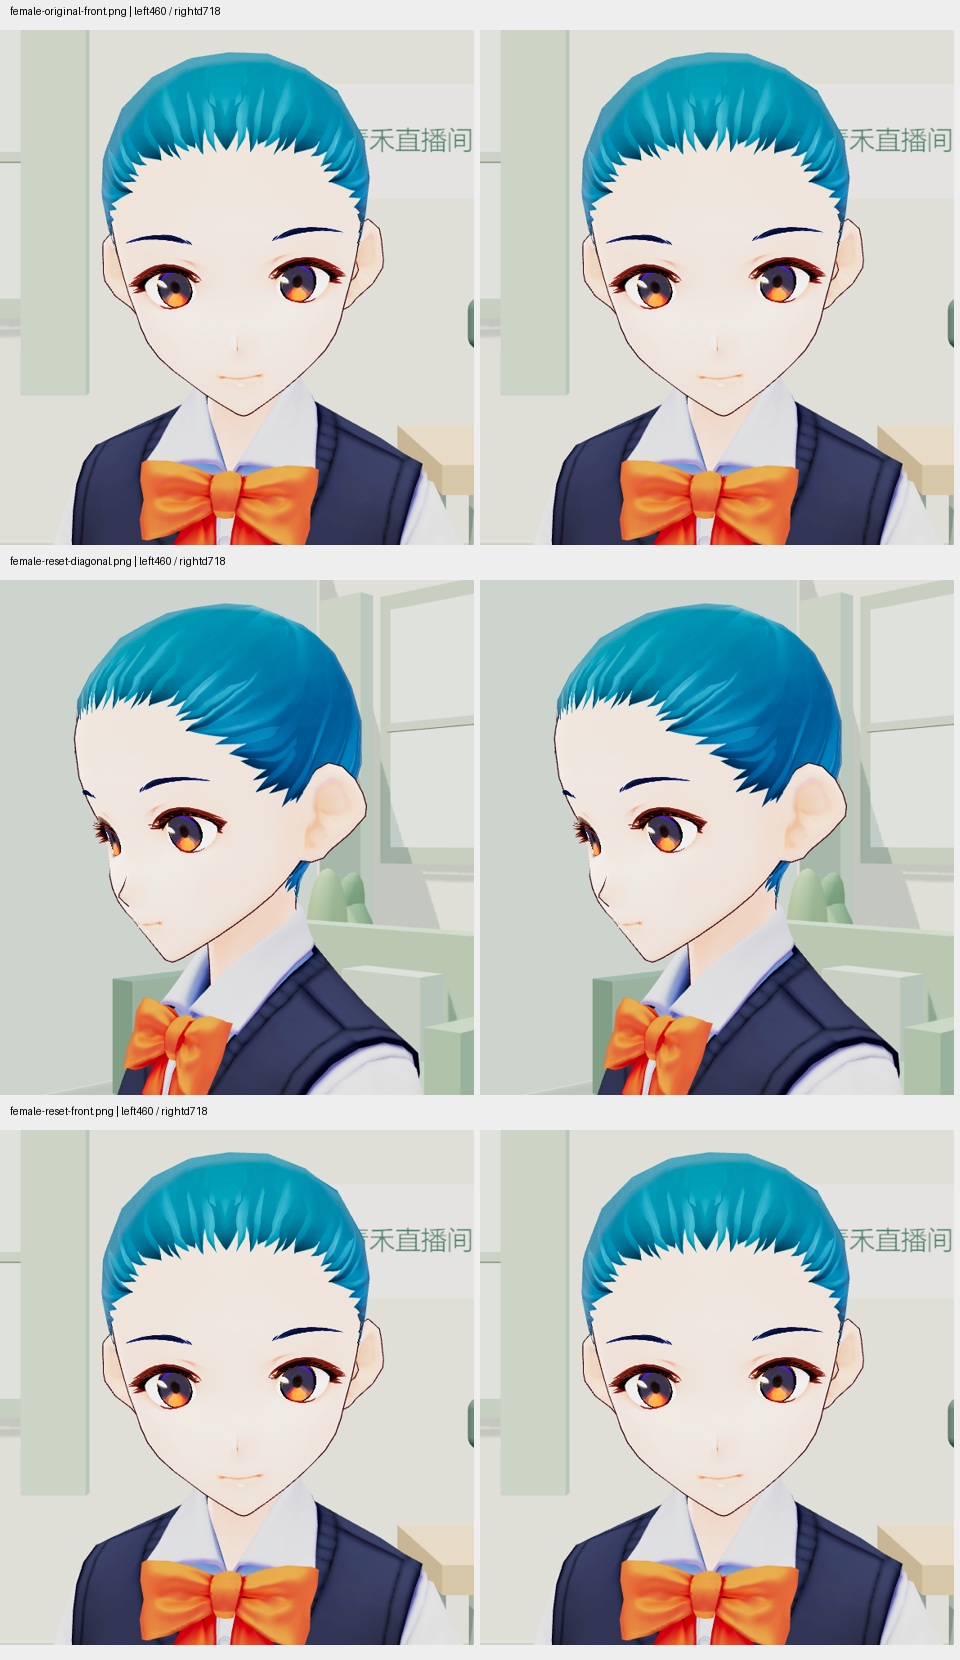 female-original-front.png | left460 / rightd718
禾直播间
禾直播间
female-reset-diagonal.png | left460 / rightd718
female-reset-front.png | left460 / rightd718
禾直播间
禾直播间